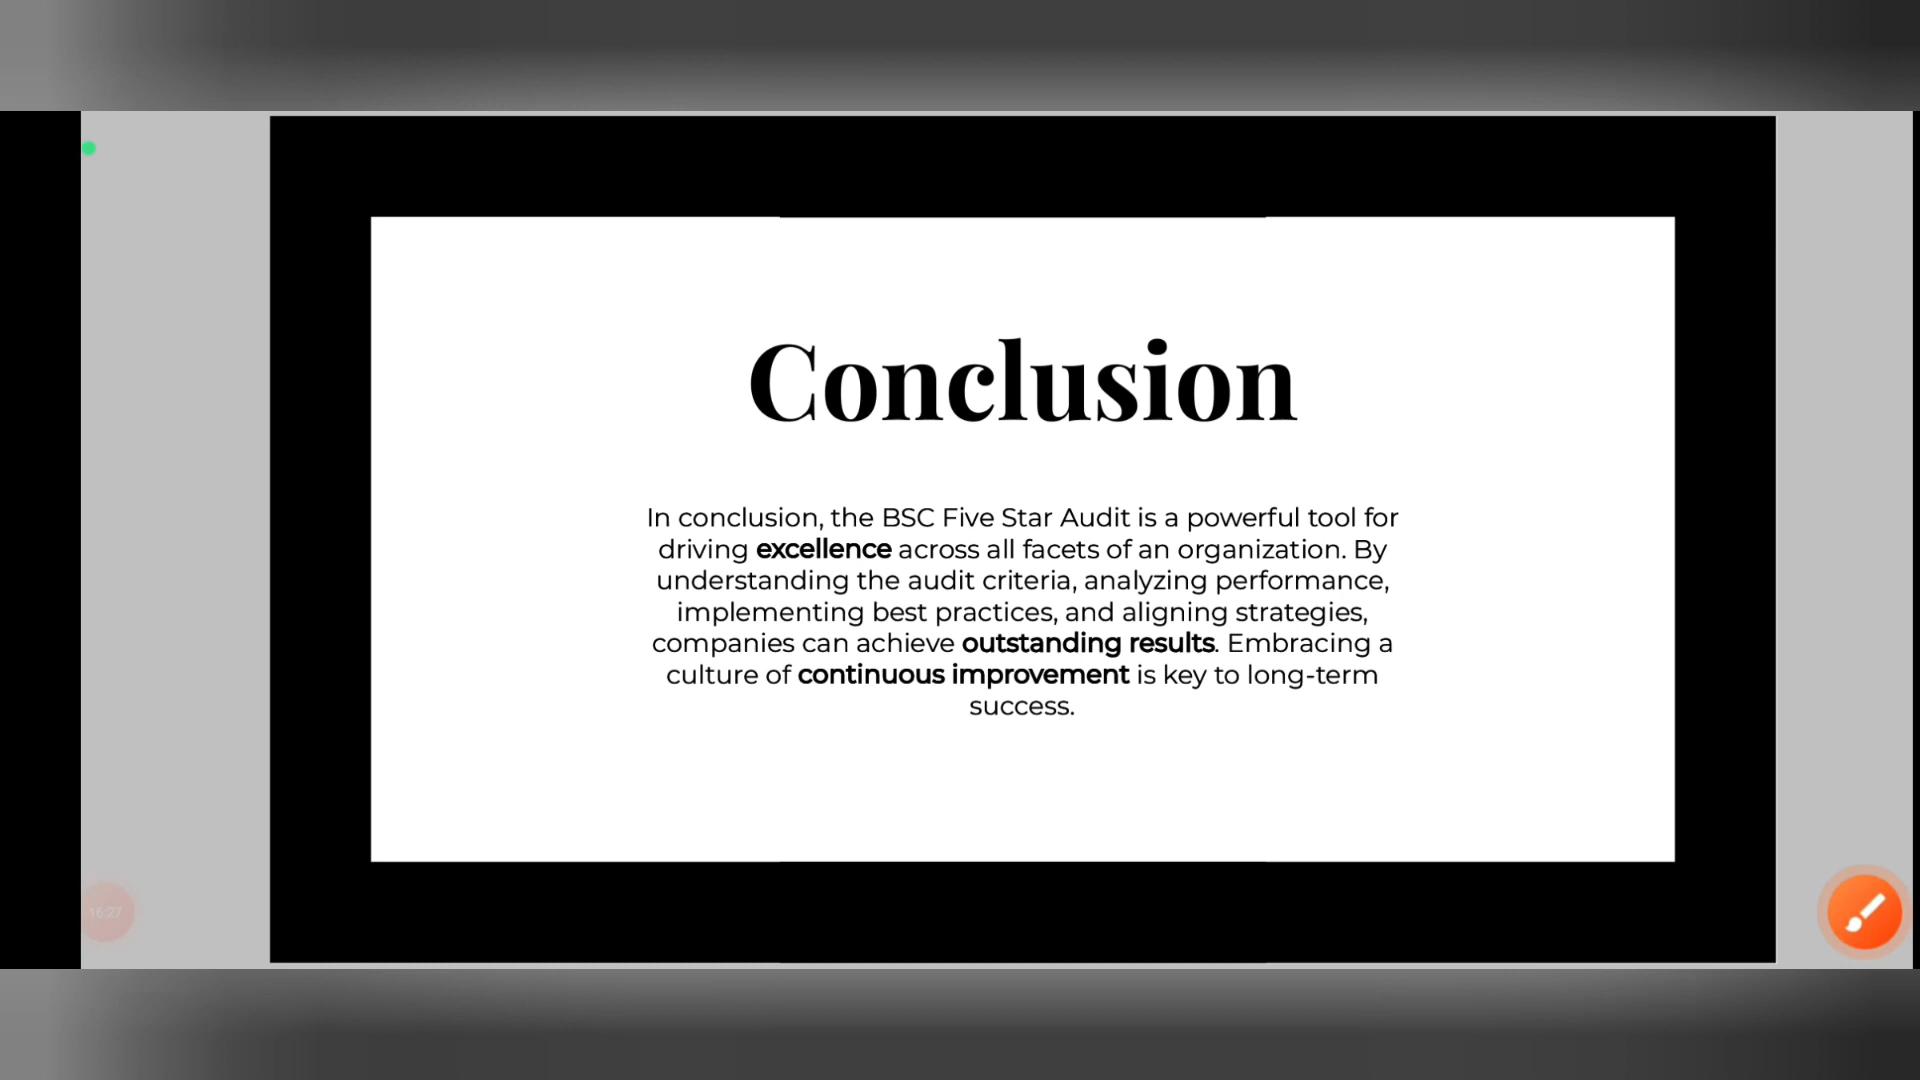 Conclusion
In conclusion, the BSC Five Star Audit is a powerful tool for
driving excellence across all facets of an organization. By
understanding the audit criteria, analyzing performance,
implementing best practices, and aligning strategies,
companies can achieve outstanding results. Embracing a
culture of continuous improvement is key to long-term
success.
16:27